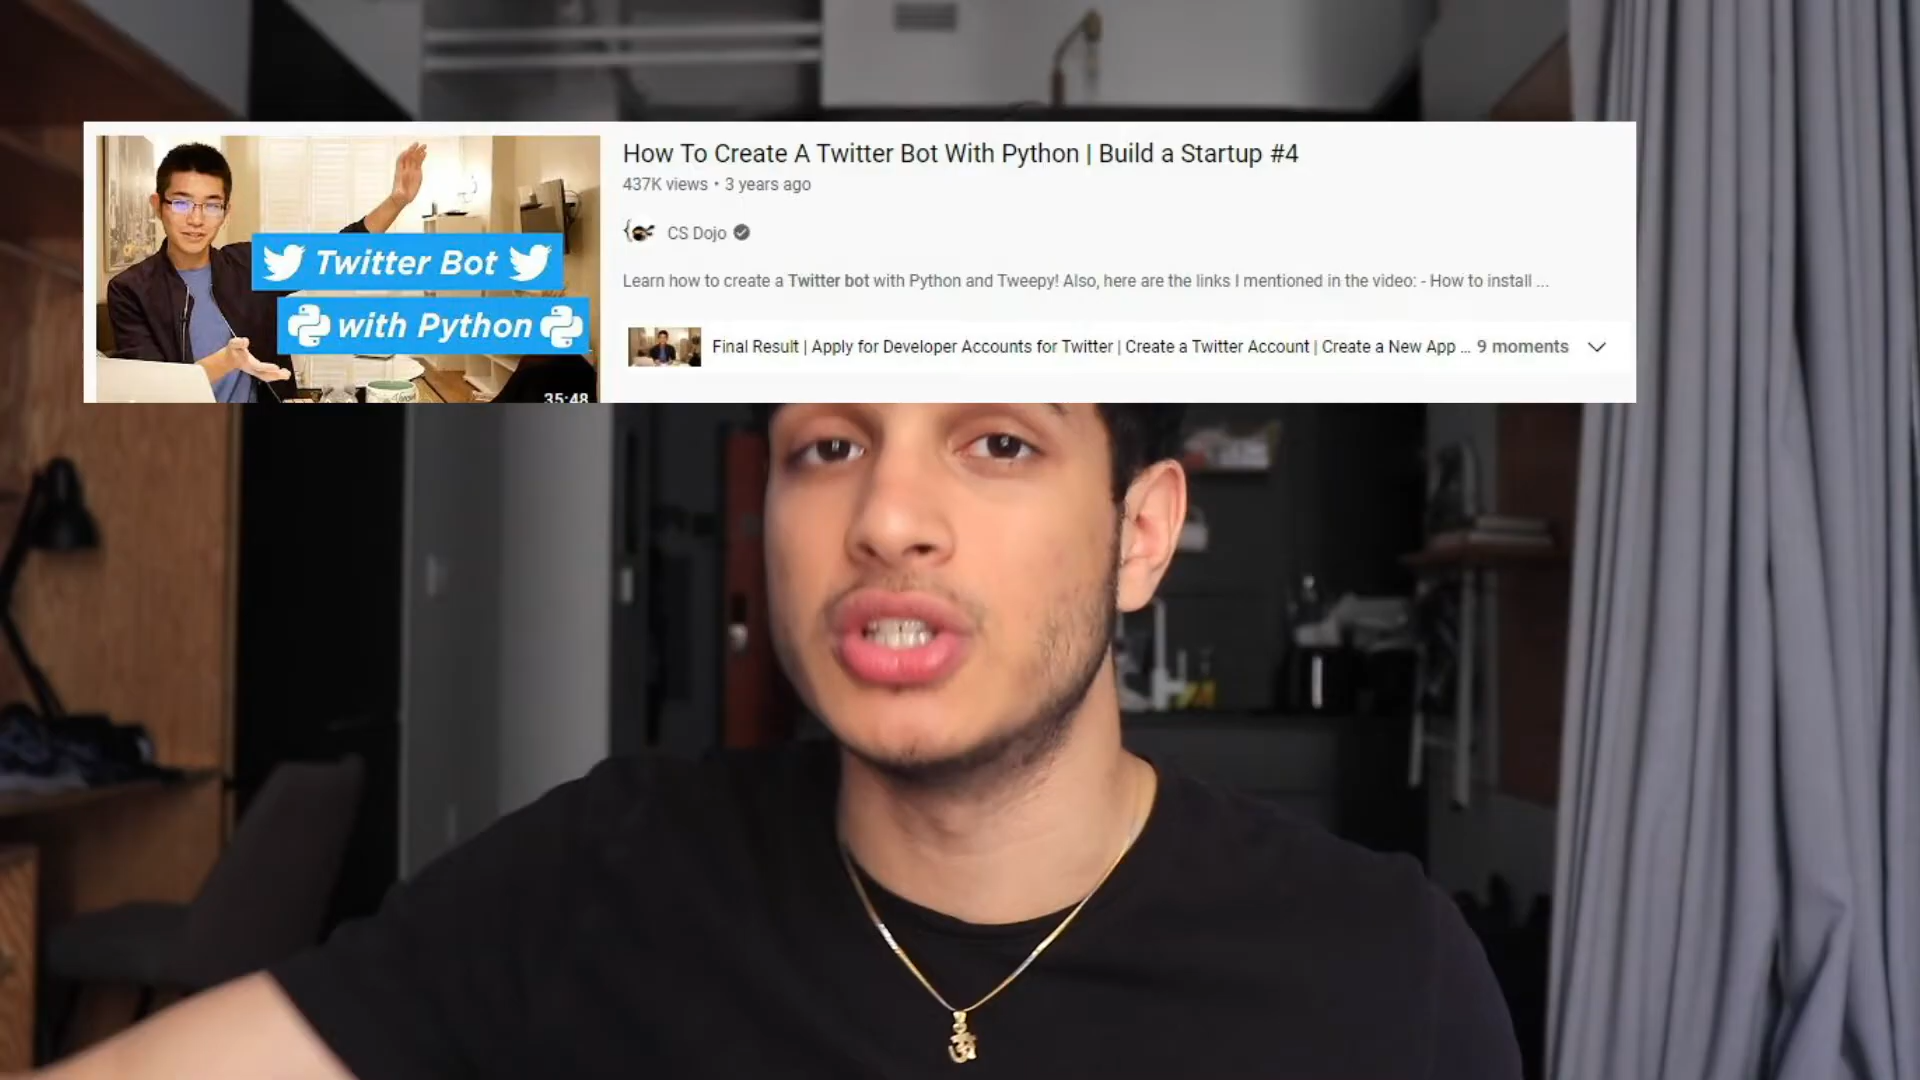 How To Create A Twitter Bot With Python | Build a Startup #4
437K views • 3 years ago
CS Dojo
Learn how to create a Twitter bot with Python and Tweepy! Also, here are the links I mentioned in the video: - How to install ...
Final Result | Apply for Developer Accounts for Twitter | Create a Twitter Account | Create a New App ... 9 moments
Twitter Bot
with Python
35:48
ॐ